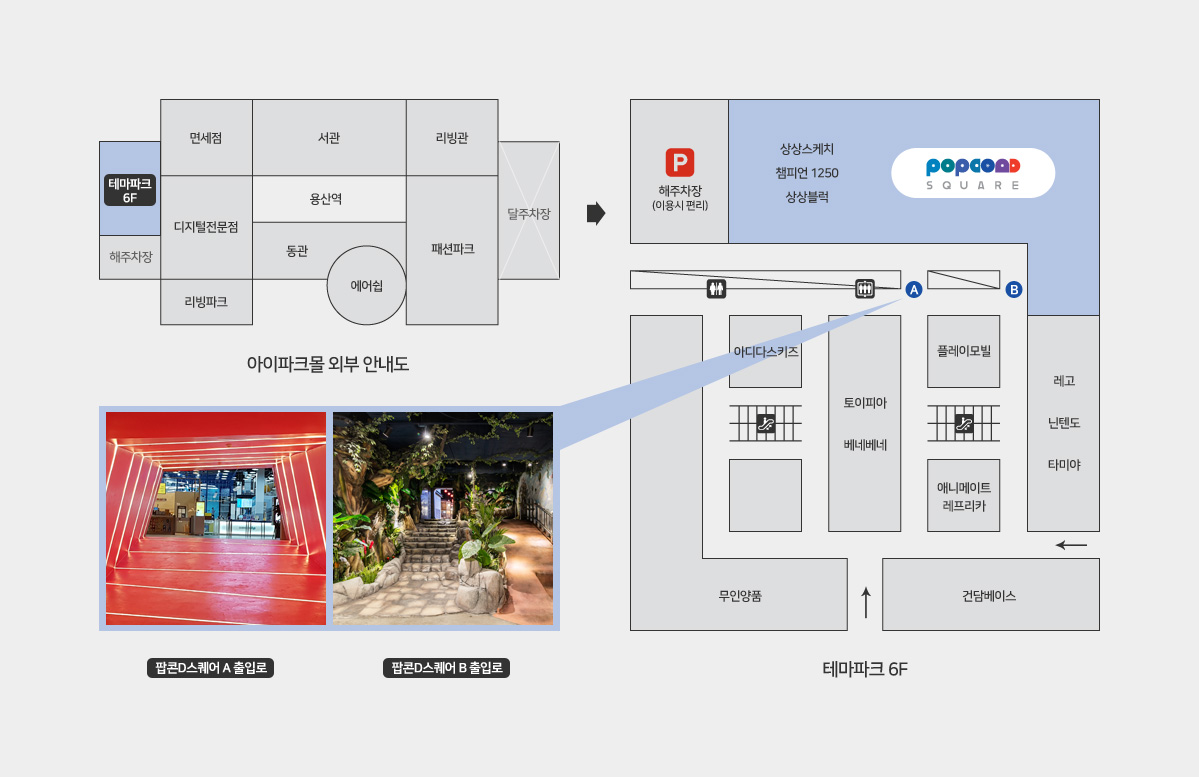 면세점
서관
리빙관
테마파크
6F
용산역
달주차장
디지털전문점
동관
패션파크
해주차장
에어쉽
리빙파크
아이파크몰 외부 안내도
P
해주차장
(이용시 편리)
상상스케치
챔피언 1250
상상블럭
POPCOND
SQUARE
A
B
아디다스키즈
플레이모빌
토이피아
베네베네
레고
닌텐도
타미야
애니메이트
레프리카
무인양품
건담베이스
테마파크 6F
팝콘D스퀘어 A 출입로
팝콘D스퀘어 B 출입로